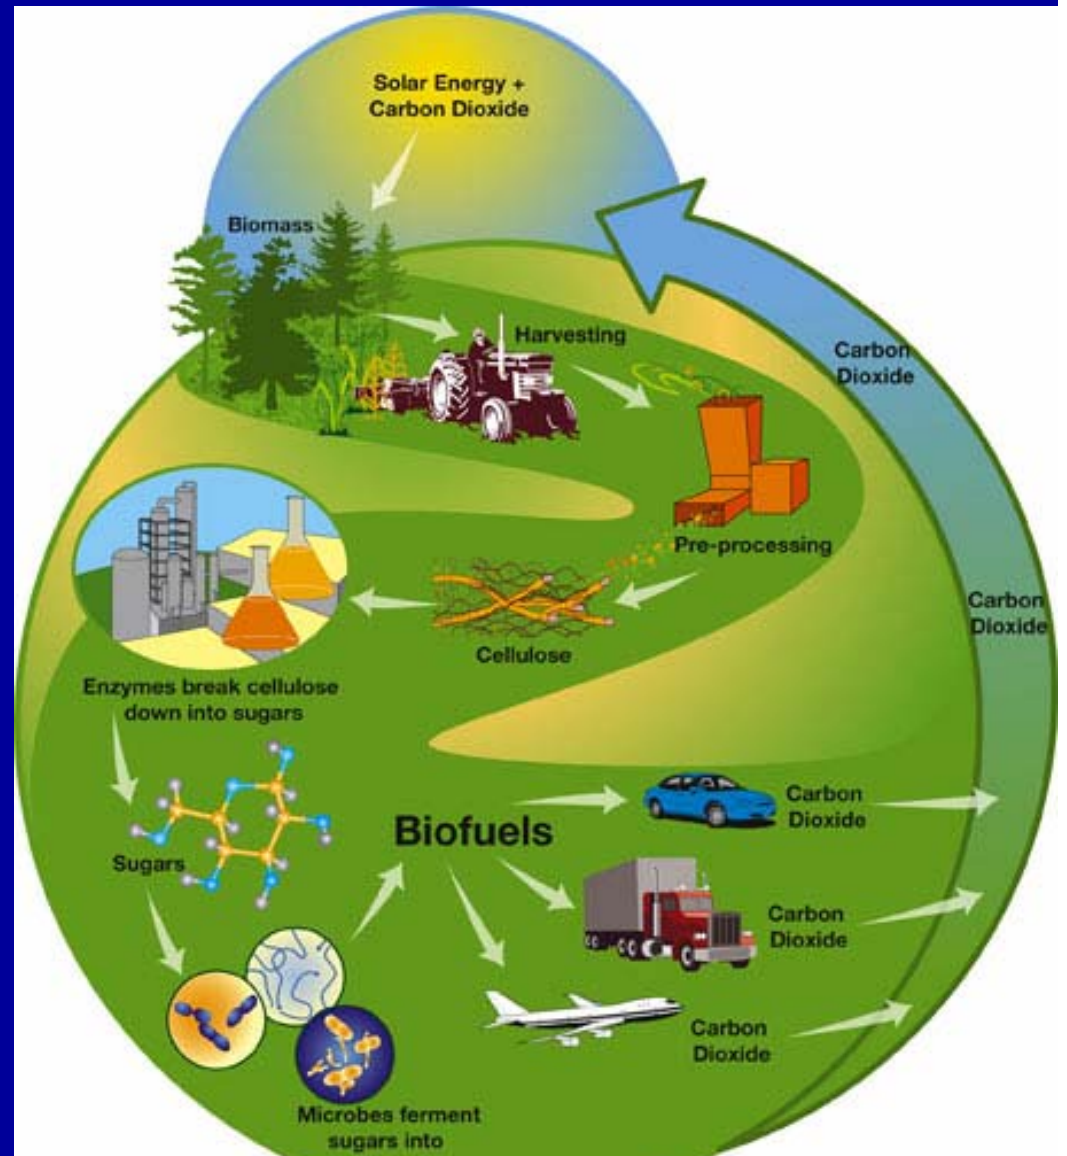 Solar Energy +
Carbon Dioxide
Biomass
Harvesting
Carbon
Dioxide
Pre-processing
Carbon
Dioxide
Cellulose
Enzymes break cellulose
down into sugars
Sugars
Biofuels
Carbon
Dioxide
Carbon
Dioxide
Carbon
Dioxide
Microbes ferment
sugars into